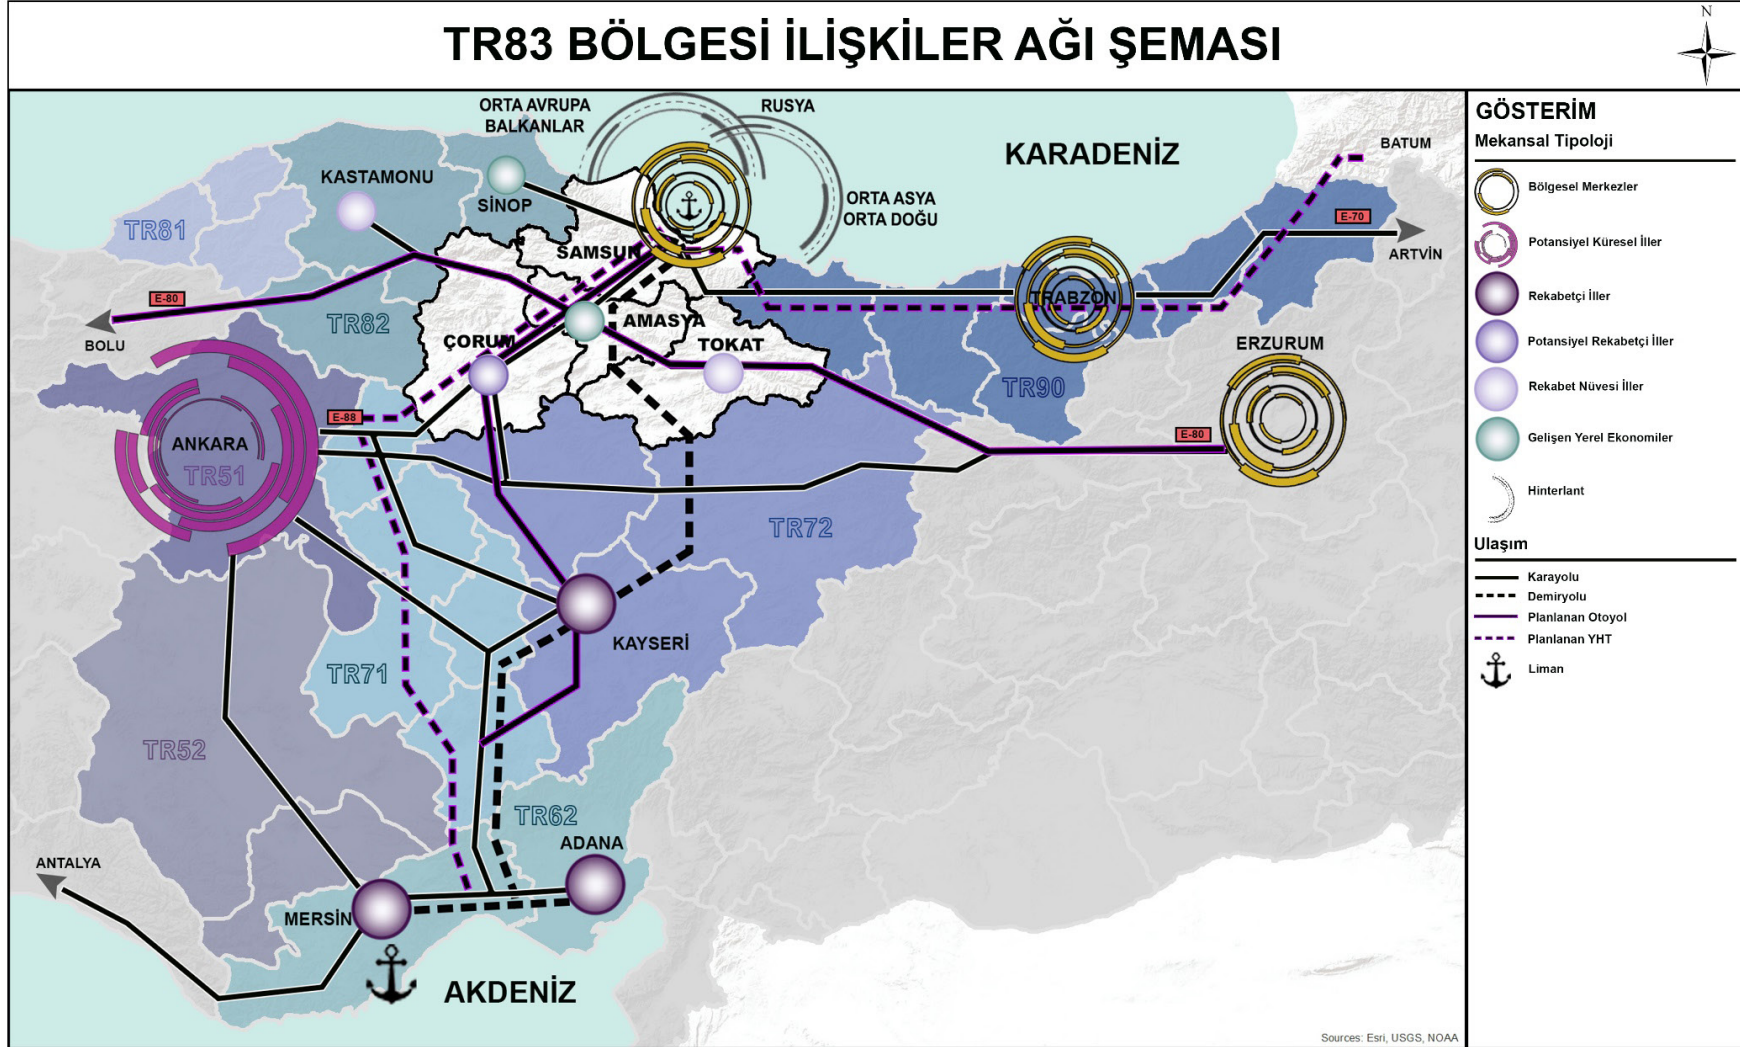 TR83 BÖLGESİ İLİŞKİLER AĞI ŞEMASI
N
ORTA AVRUPA
BALKANLAR
RUSYA
KARADENİZ
BATUM
KASTAMONU
SİNOP
ORTA ASYA
ORTA DOĞU
E-70
ARTVİN
TR81
SAMSUN
E-80
TRABZON
TR82
AMASYA
BOLU
ÇORUM
TOKAT
ERZURUM
TR90
E-88
E-80
ANKARA
TR51
TR72
KAYSERİ
TR71
TR52
TR62
ADANA
ANTALYA
MERSİN
AKDENİZ
Sources: Esri, USGS, NOAA
GÖSTERİM
Mekansal Tipoloji
Bölgesel Merkezler
Potansiyel Küresel İller
Rekabetçi İller
Potansiyel Rekabetçi İller
Rekabet Nüvesi İller
Gelişen Yerel Ekonomiler
Hinterlant
Ulaşım
Karayolu
Demiryolu
Planlanan Otoyol
Planlanan YHT
Liman